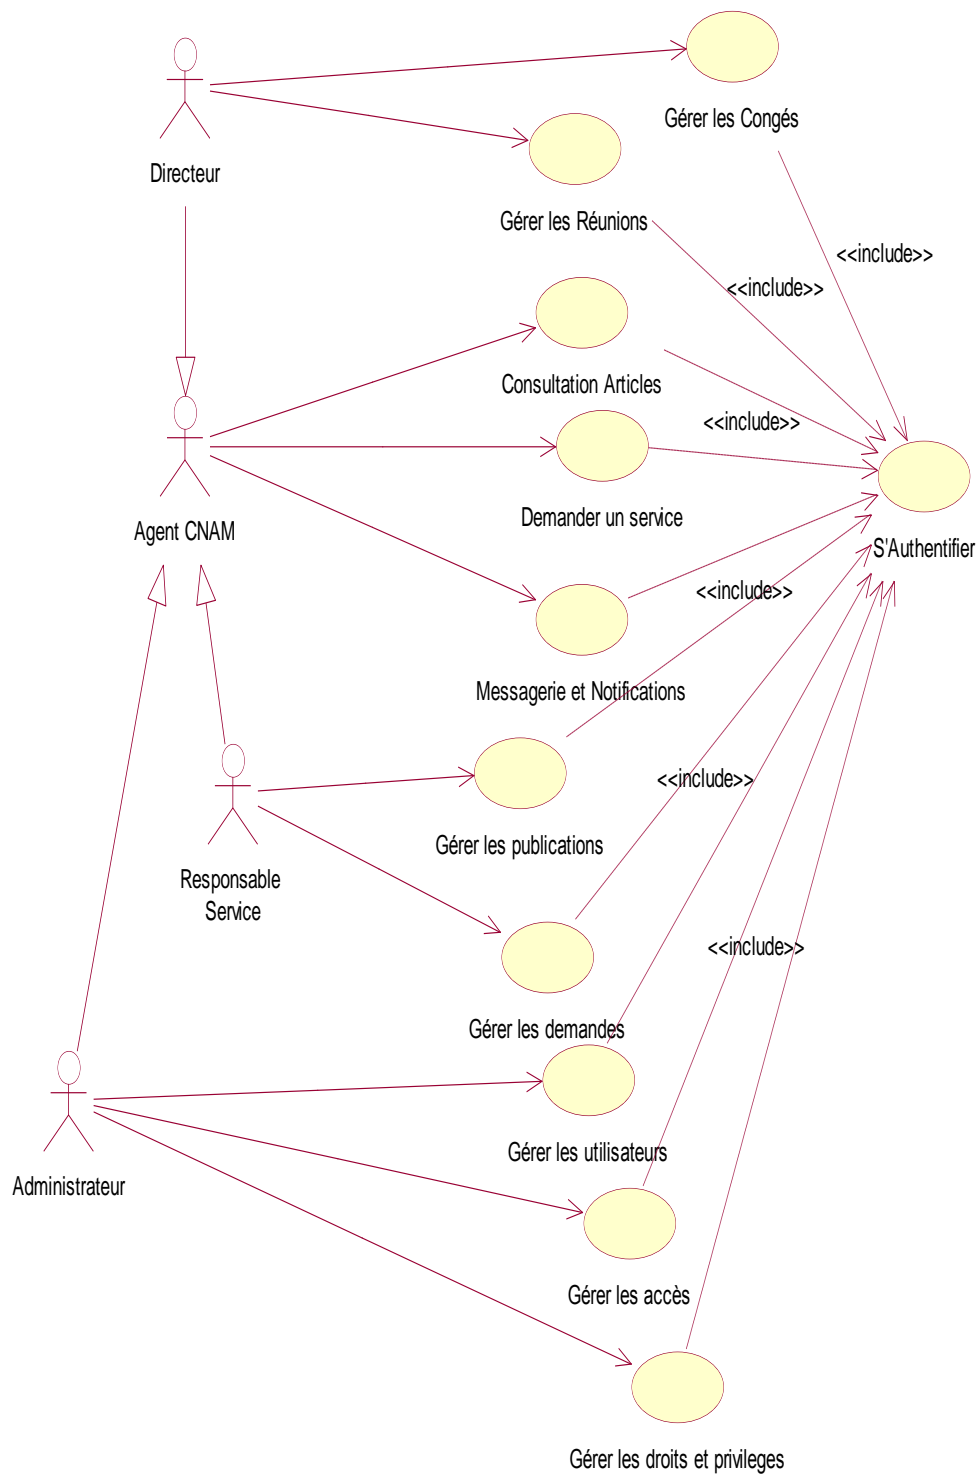 Gérer les Congés
Directeur
Gérer les Réunions
<<include>>
<<include>>
Consultation Articles
<<include>>
Demander un service
Agent CNAM
S'Authentifier
<<include>>
Messagerie et Notifications
<<include>>
Gérer les publications
Responsable
Service
<<include>>
Gérer les demandes
Gérer les utilisateurs
Administrateur
Gérer les accès
Gérer les droits et privileges